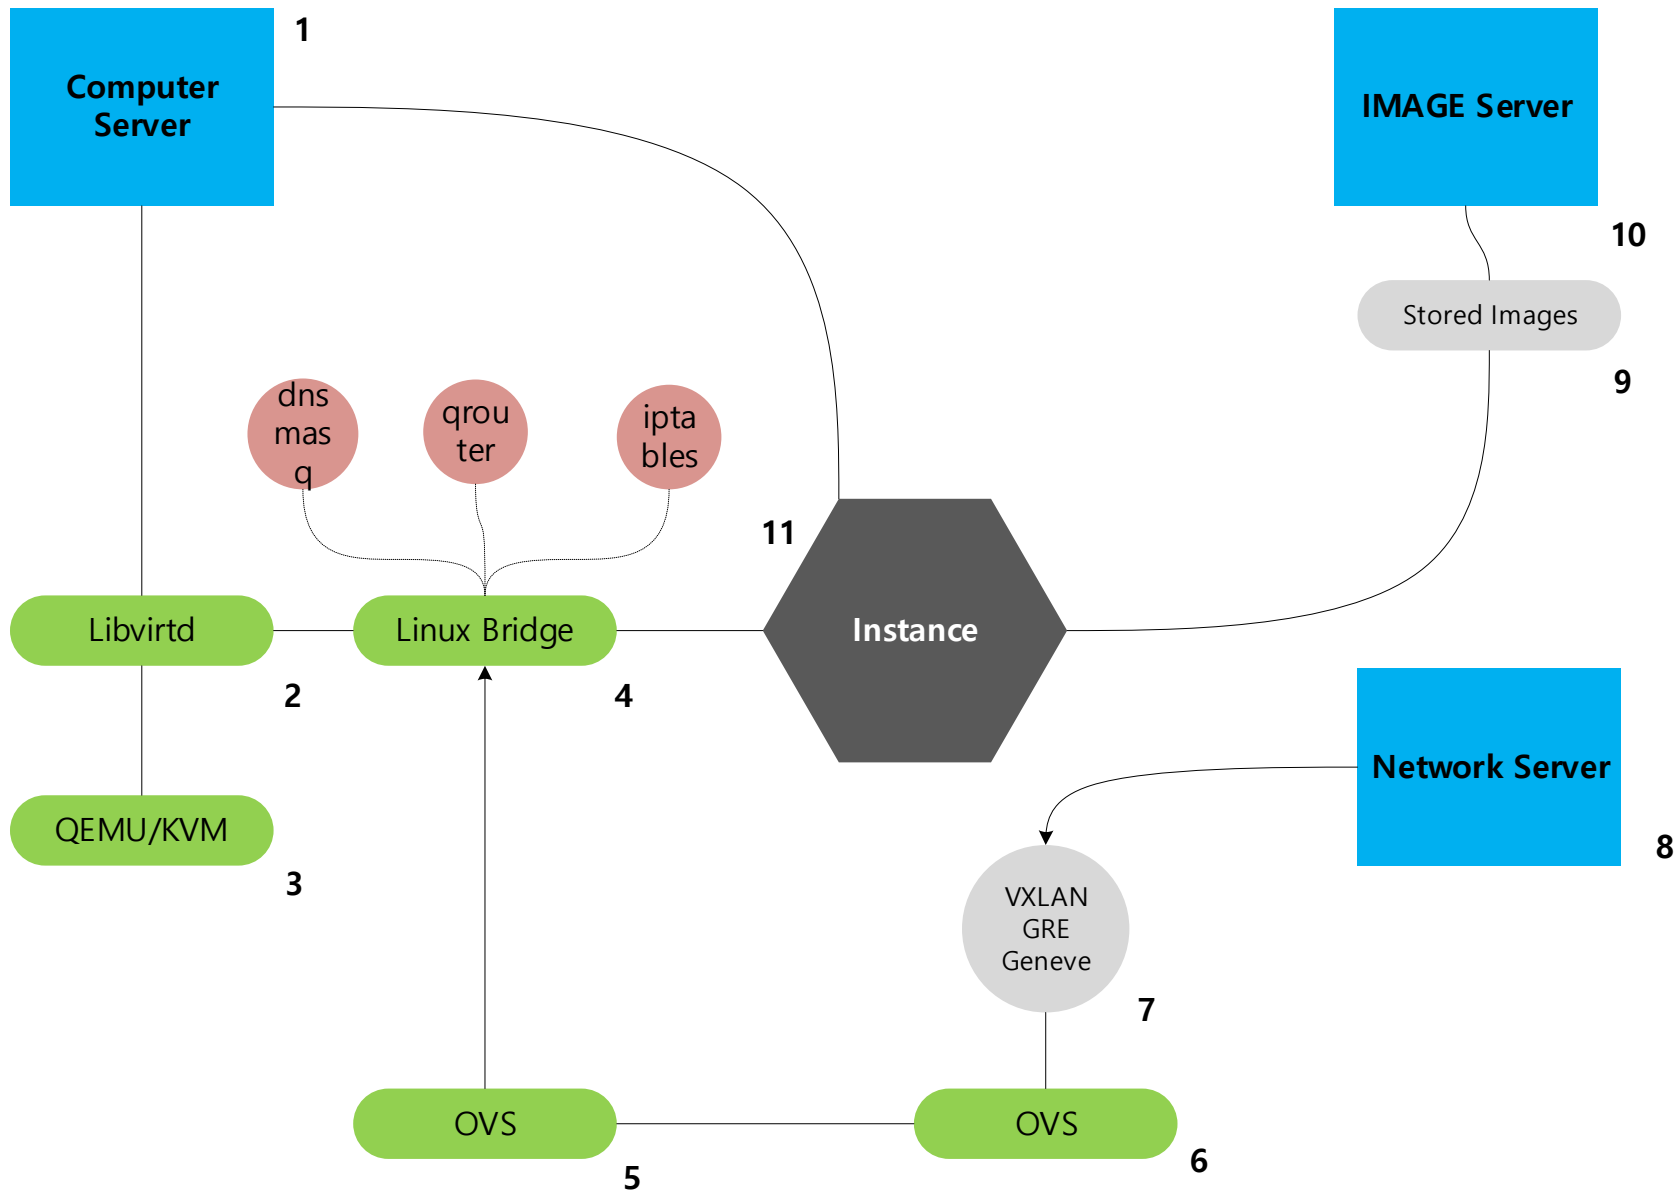 1
Computer
Server
IMAGE Server
10
Stored Images
9
dns
mas
q
qrou
ter
ipta
bles
11
Libvirtd
2
Linux Bridge
4
Instance
Network Server
8
QEMU/KVM
3
VXLAN
GRE
Geneve
7
OVS
5
OVS
6